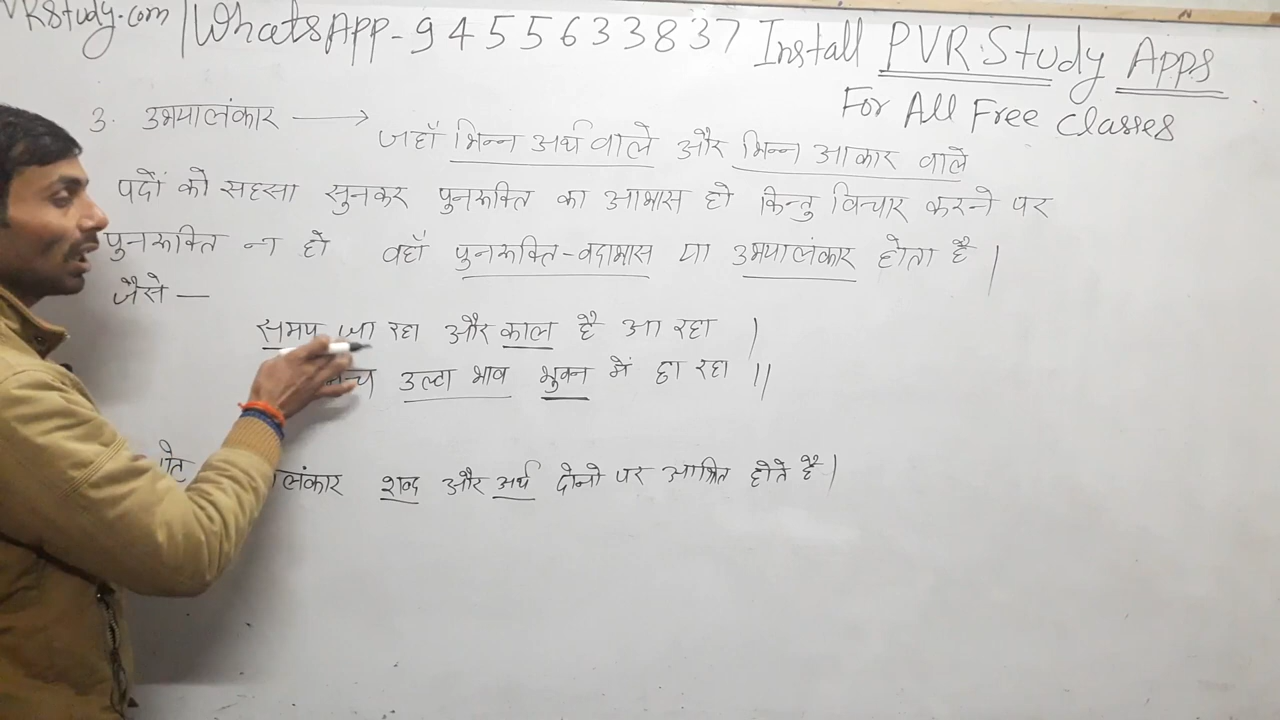 VRStudy.com | WhatsApp - 9455633837 Install PVR Study Apps
For All Free Classes
3. उभयालंकार ⟶ जहाँ भिन्न अर्थ वाले और भिन्न आकार वाले
पदों को सहसा सुनकर पुनरूक्ति का आभास हो किन्तु विचार करने पर
पुनरूक्ति न हो वहाँ पुनरूक्ति-वदाभास या उभयालंकार होता है |
जैसे —
समय जा रहा और काल है आ रहा |
उल्टा भाव भुवन में छा रहा ||
शब्द और अर्थ दोनो पर आश्रित होते है |